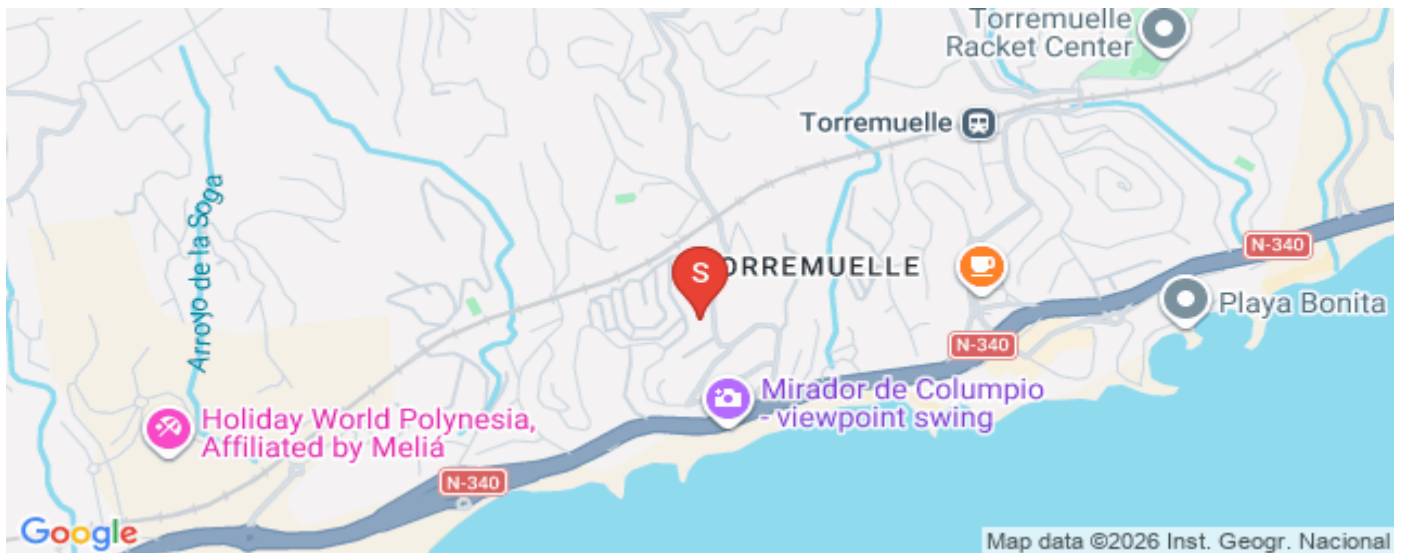 Torremuelle
Racket Center
Torremuelle
Arroyo de la Soga
N-340
S
ORREMUELLE
Playa Bonita
N-340
Mirador de Columpio
- viewpoint swing
Holiday World Polynesia,
Affiliated by Meliá
N-340
Google
Map data ©2026 Inst. Geogr. Nacional